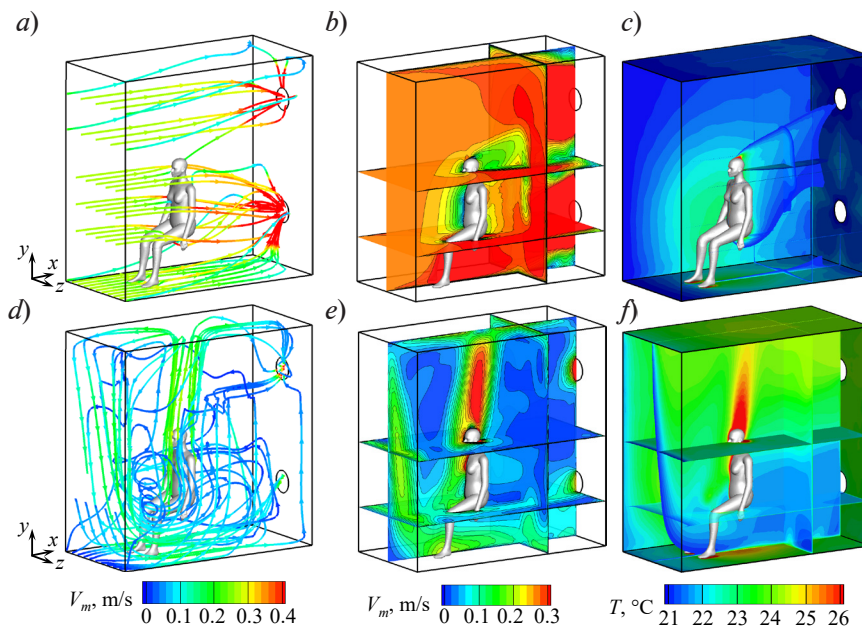 a) b) c)
y
x
z
d) e) f)
y
x
z
V_m, m/s 0 0.1 0.2 0.3 0.4
V_m, m/s 0 0.1 0.2 0.3
T, °C 21 22 23 24 25 26